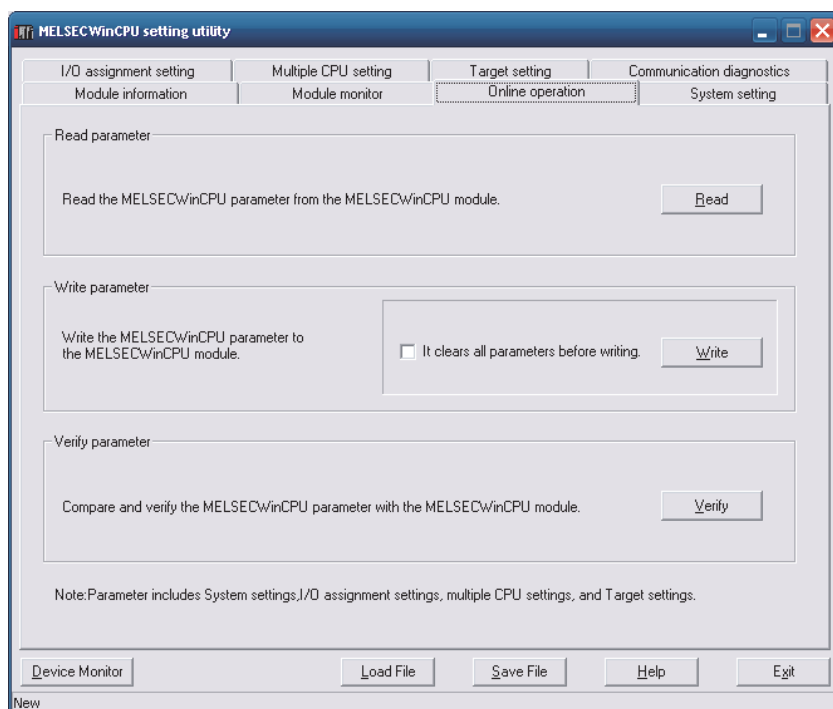 MELSECWinCPU setting utility
I/O assignment setting
Multiple CPU setting
Target setting
Communication diagnostics
Module information
Module monitor
Online operation
System setting
Read parameter
Read the MELSECWinCPU parameter from the MELSECWinCPU module.
Read
Write parameter
Write the MELSECWinCPU parameter to
the MELSECWinCPU module.
It clears all parameters before writing.
Write
Verify parameter
Compare and verify the MELSECWinCPU parameter with the MELSECWinCPU module.
Verify
Note:Parameter includes System settings,I/O assignment settings, multiple CPU settings, and Target settings.
Device Monitor
Load File
Save File
Help
Exit
New